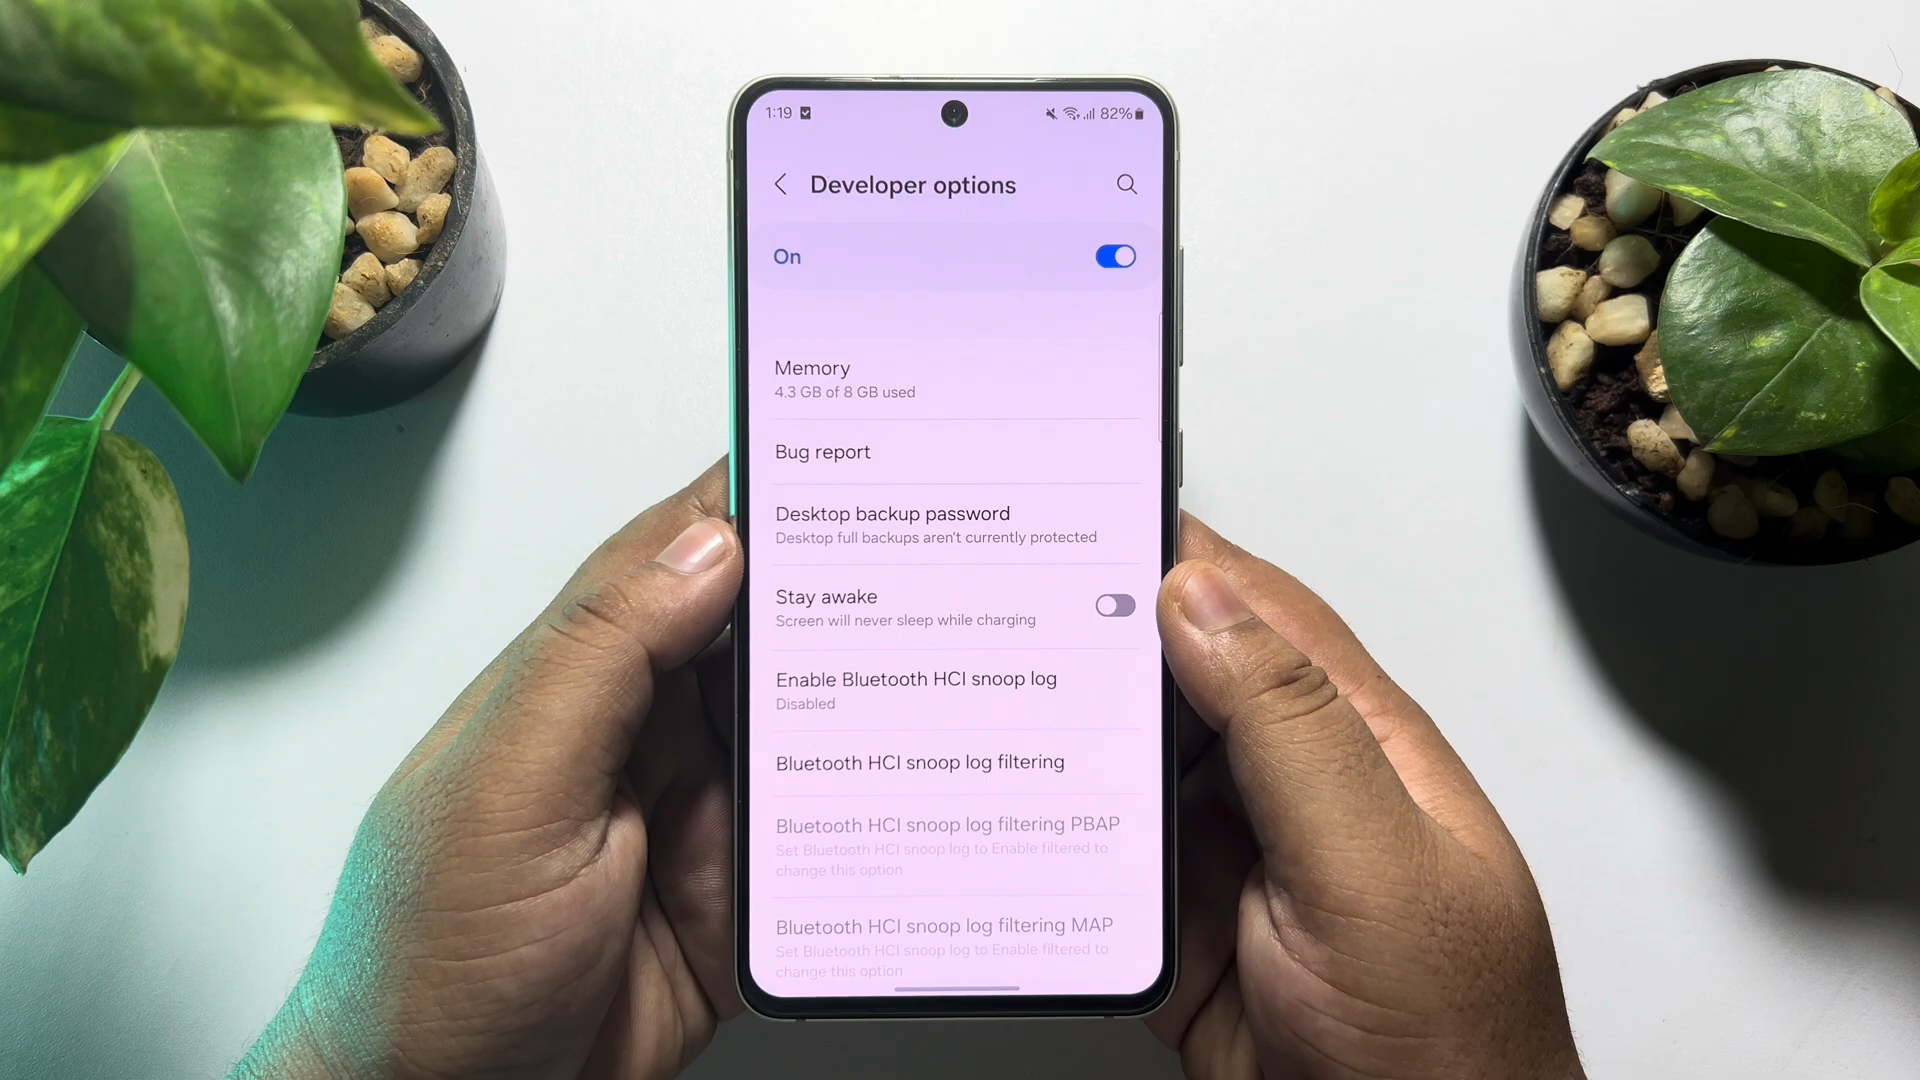 1:19 82%
Developer options
On
Memory
4.3 GB of 8 GB used
Bug report
Desktop backup password
Desktop full backups aren't currently protected
Stay awake
Screen will never sleep while charging
Enable Bluetooth HCI snoop log
Disabled
Bluetooth HCI snoop log filtering
Bluetooth HCI snoop log filtering PBAP
Set Bluetooth HCI snoop log to Enable filtered to
change this option
Bluetooth HCI snoop log filtering MAP
Set Bluetooth HCI snoop log to Enable filtered to
change this option